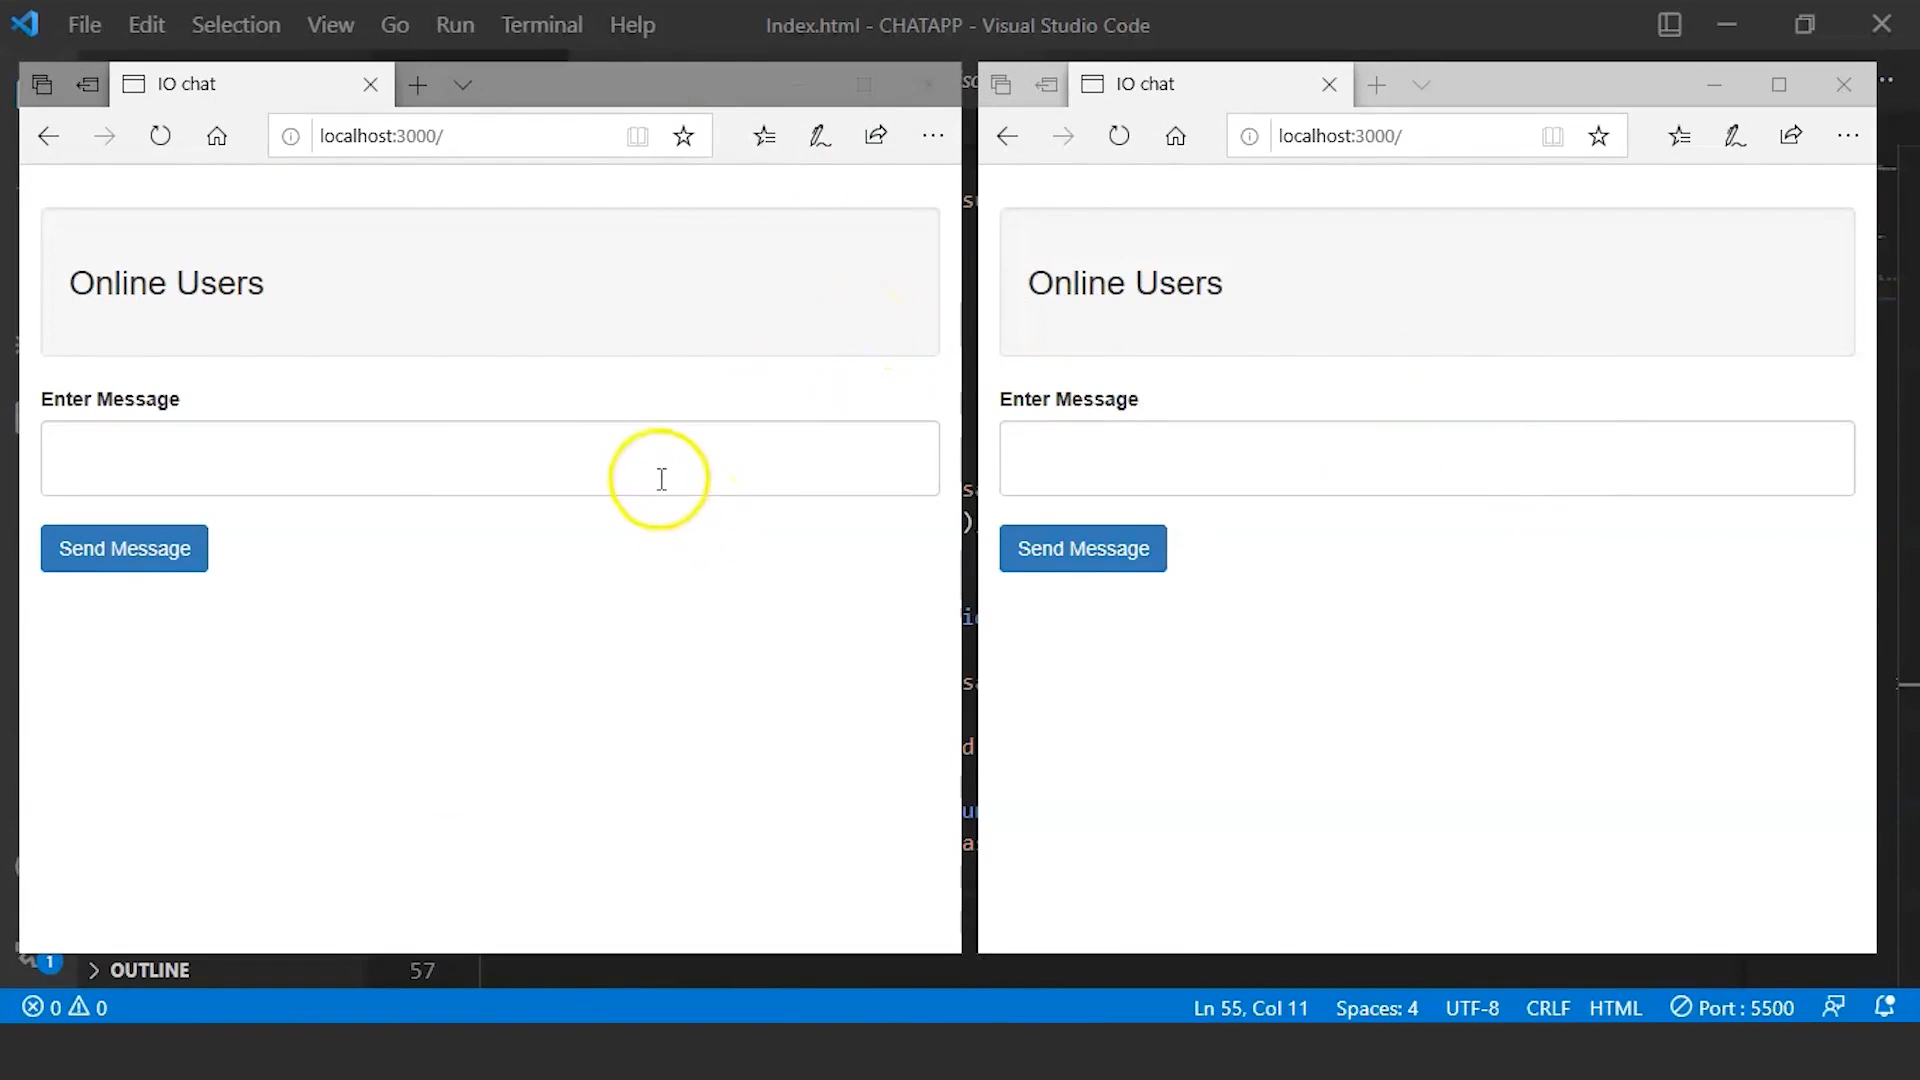 File Edit Selection View Run Go Terminal Help
Index.html - CHATAPP - Visual Studio Code
IO chat
localhost:3000/
Online Users
Enter Message
Send Message
IO chat
localhost:3000/
Online Users
Enter Message
Send Message
1
OUTLINE
57
0 0
Ln 55, Col 11
Spaces: 4
UTF-8
CRLF
HTML
Port : 5500